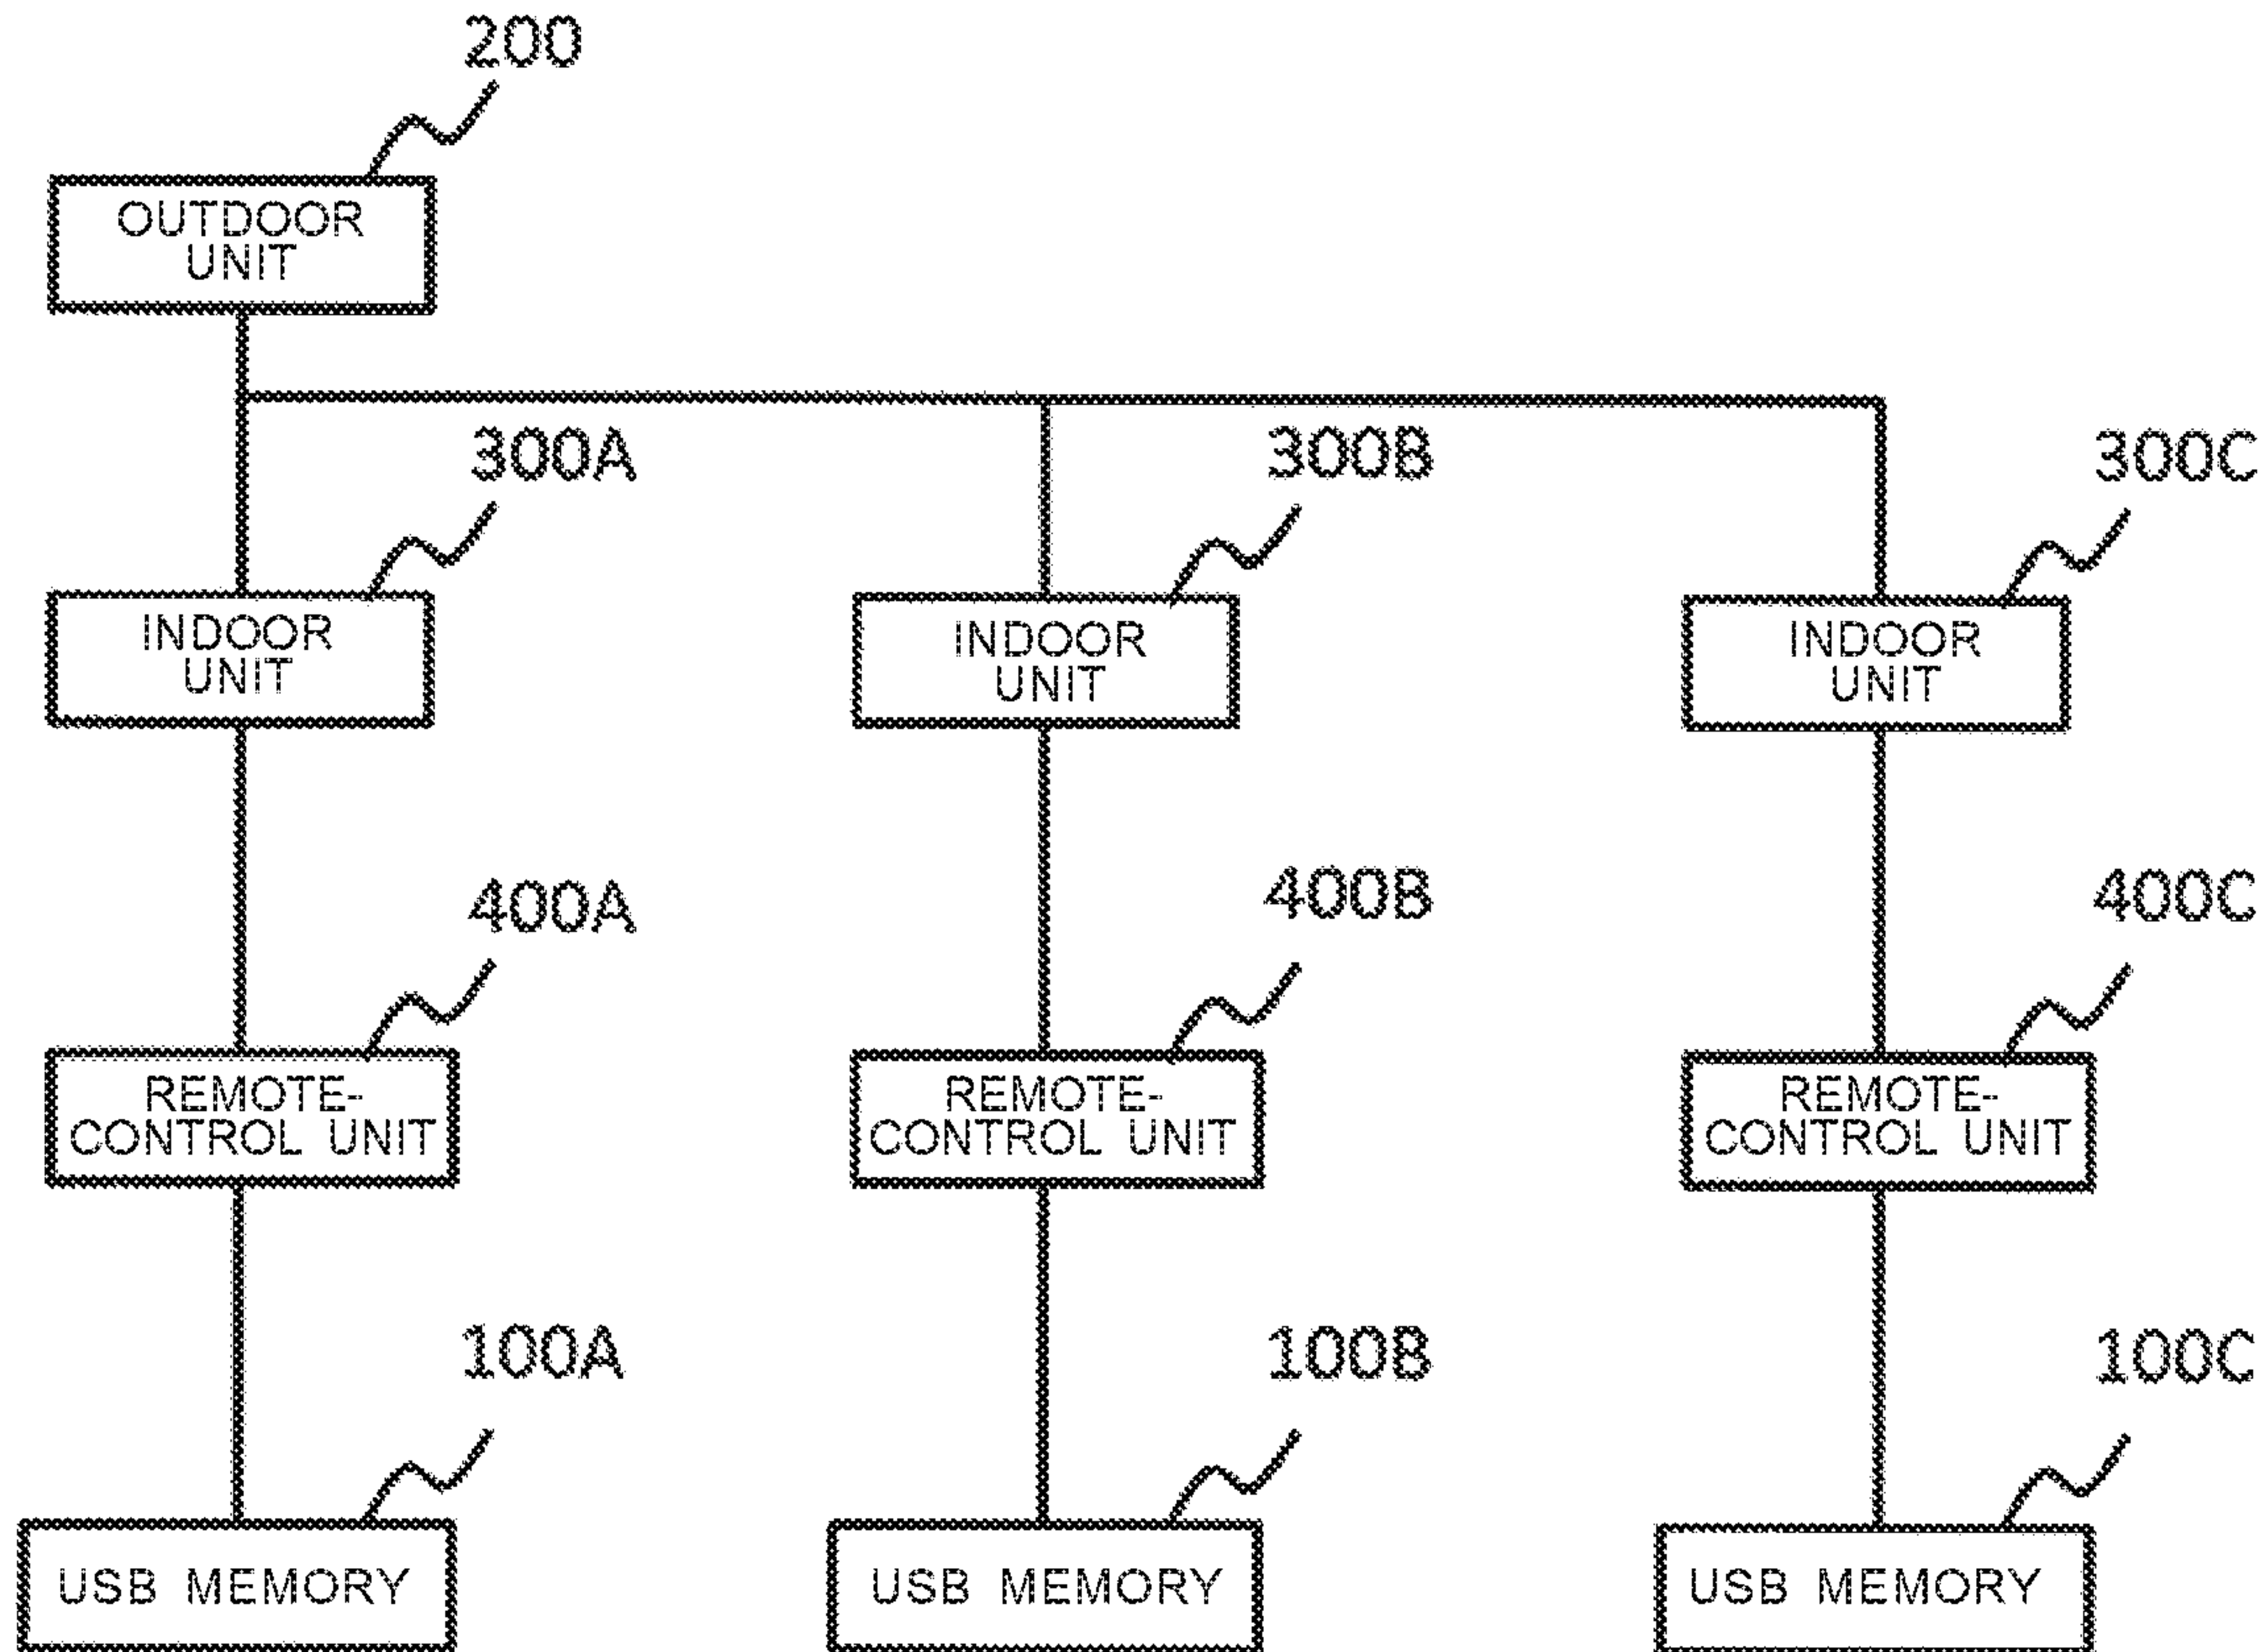 200
OUTDOOR
UNIT
300A
300B
300C
INDOOR
UNIT
INDOOR
UNIT
INDOOR
UNIT
400A
400B
400C
REMOTE-
CONTROL UNIT
REMOTE-
CONTROL UNIT
REMOTE-
CONTROL UNIT
100A
100B
100C
USB MEMORY
USB MEMORY
USB MEMORY